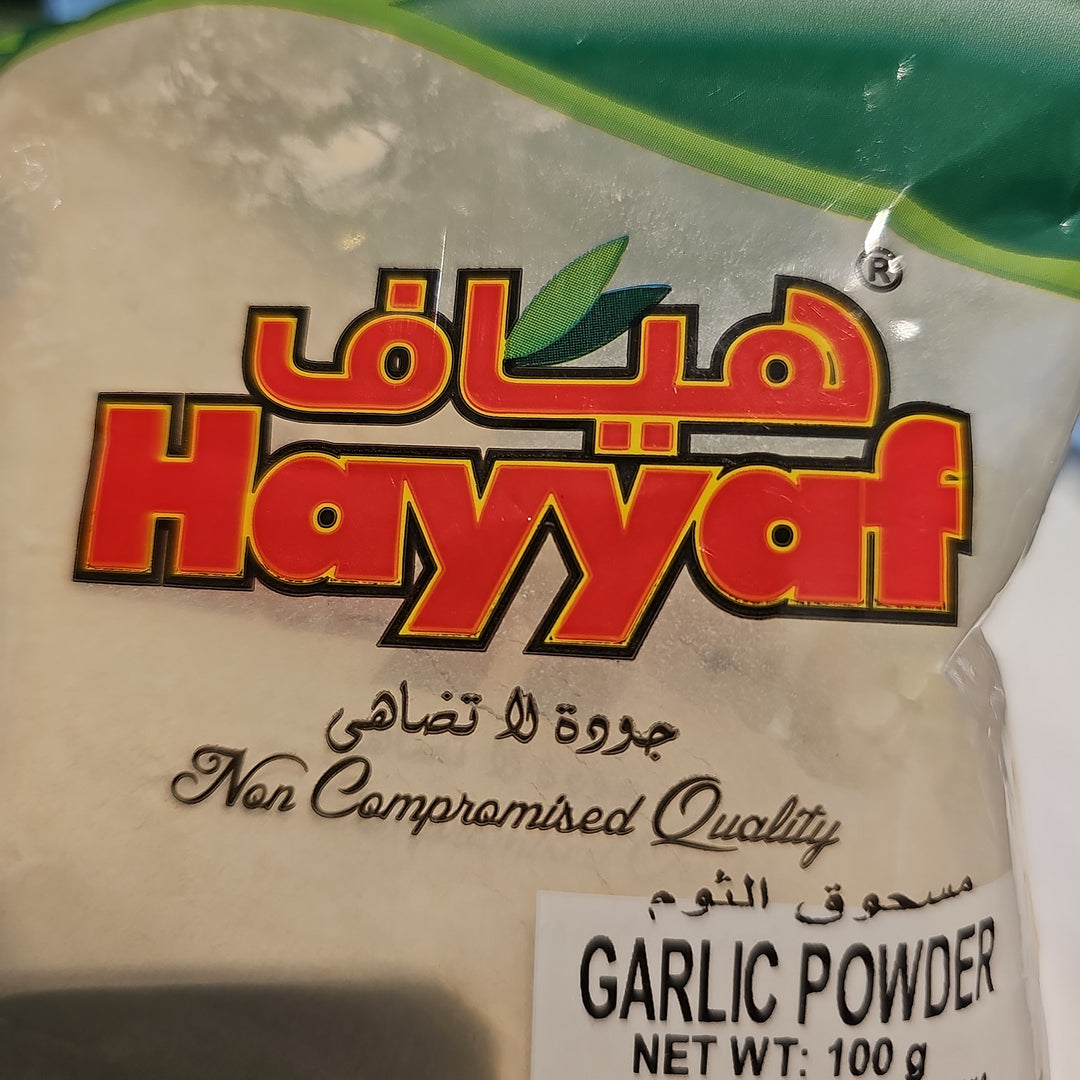 هياف ®
Hayyaf
جودة لا تضاهى
Non Compromised Quality
مسحوق الثوم
GARLIC POWDER
NET WT: 100 g